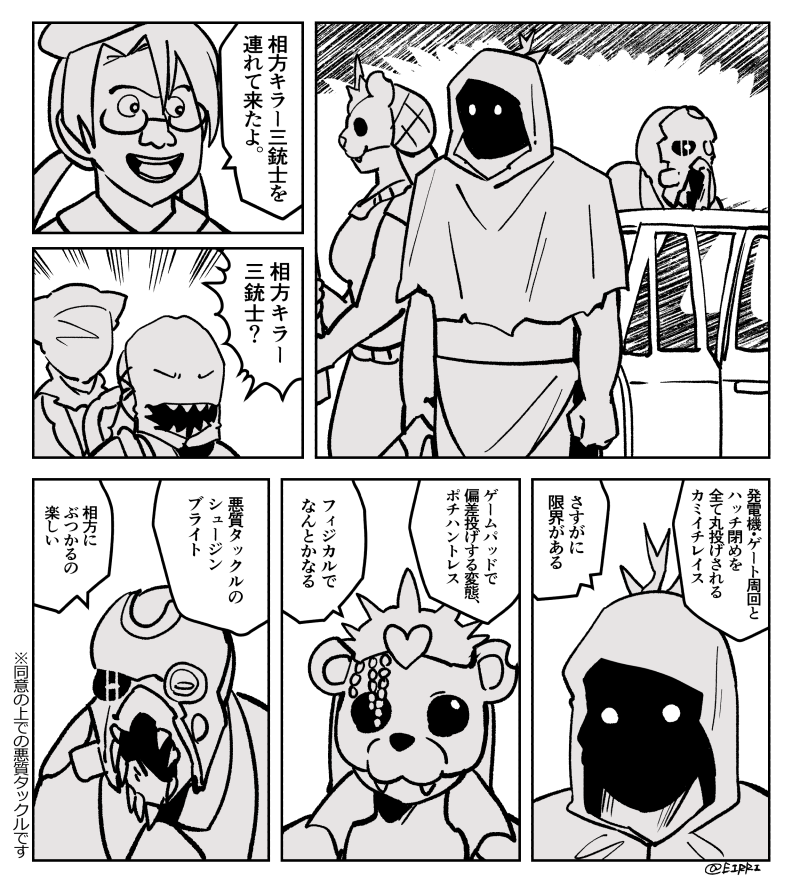 相方キラー三銃士を
連れて来たよ。
相方キラー
三銃士?
発電機・ゲート周回と
ハッチ閉めを
全て丸投げされる
カミイチレイス
さすがに
限界がある
ゲームパッドで
偏差投げする変態、
ポチハントレス
フィジカルで
なんとかなる
悪質タックルの
シュージン
ブライト
相方に
ぶつかるの
楽しい
※同意の上での悪質タックルです
@EIRRI